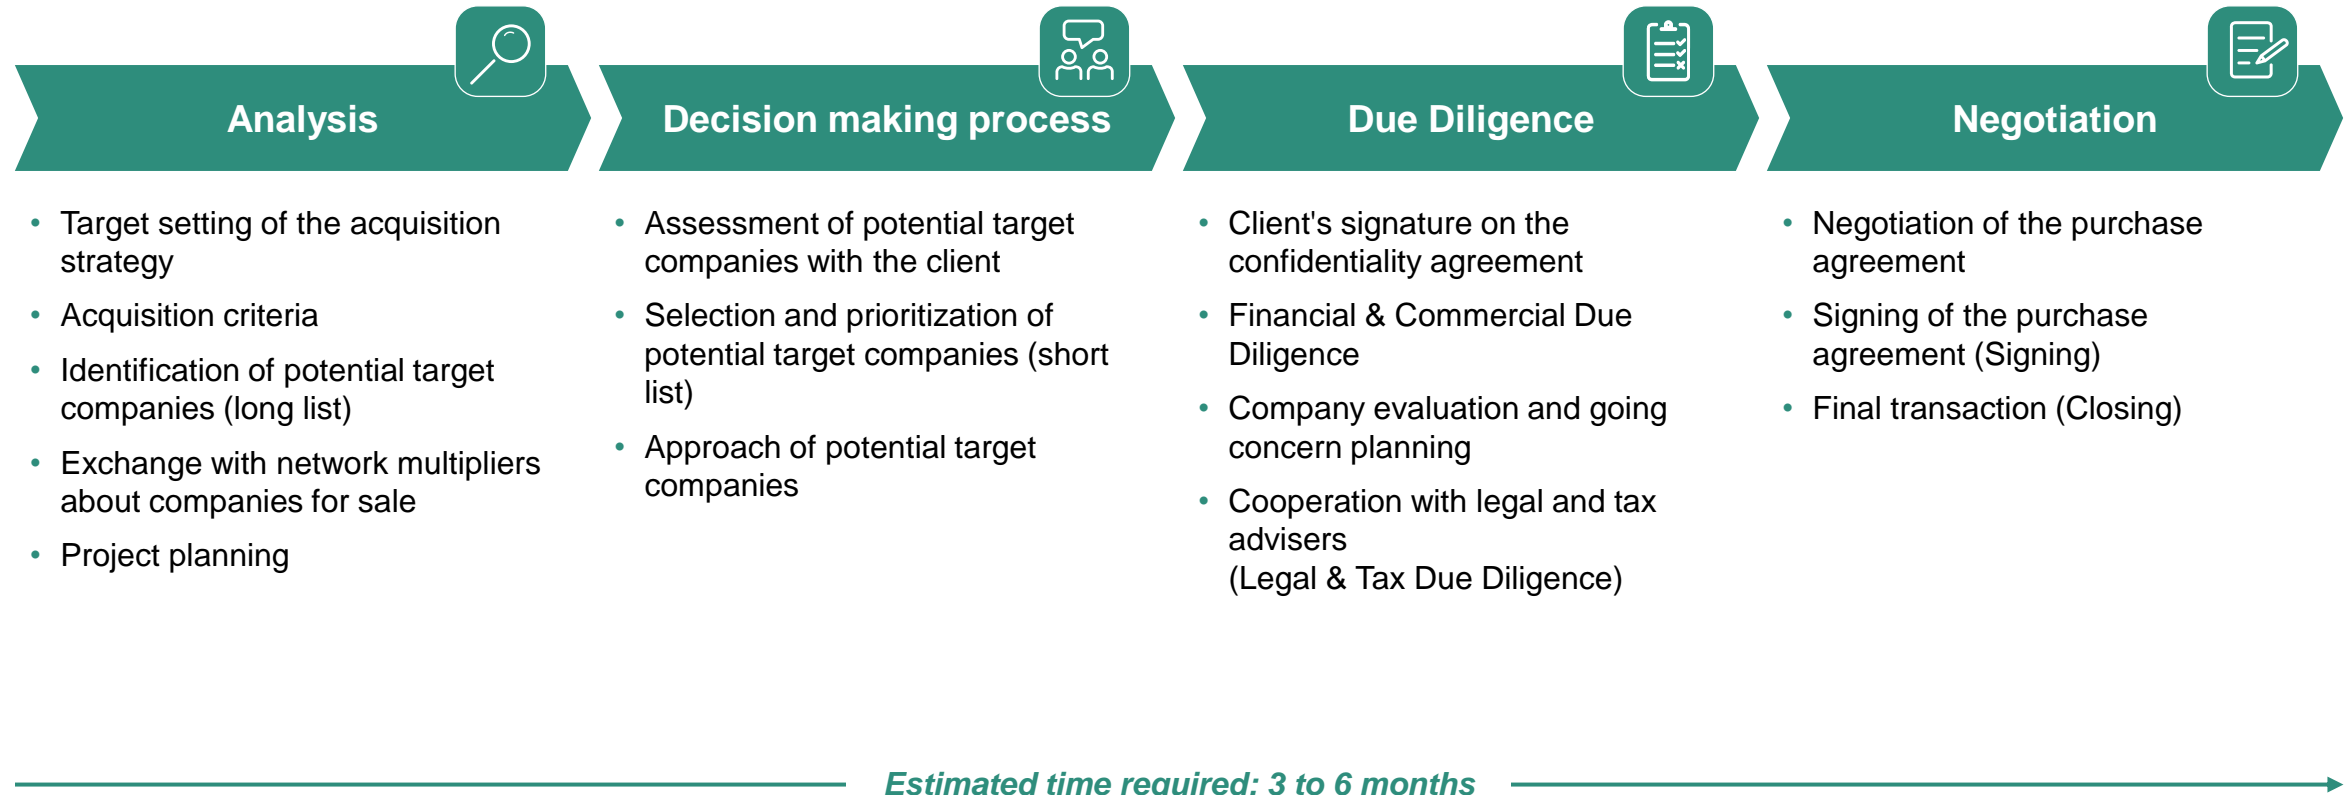 Analysis
Decision making process
Due Diligence
Negotiation
• Target setting of the acquisition
strategy
• Acquisition criteria
• Identification of potential target
companies (long list)
• Exchange with network multipliers
about companies for sale
• Project planning
• Assessment of potential target
companies with the client
• Selection and prioritization of
potential target companies (short
list)
• Approach of potential target
companies
• Client's signature on the
confidentiality agreement
• Financial & Commercial Due
Diligence
• Company evaluation and going
concern planning
• Cooperation with legal and tax
advisers
(Legal & Tax Due Diligence)
• Negotiation of the purchase
agreement
• Signing of the purchase
agreement (Signing)
• Final transaction (Closing)
Estimated time required: 3 to 6 months